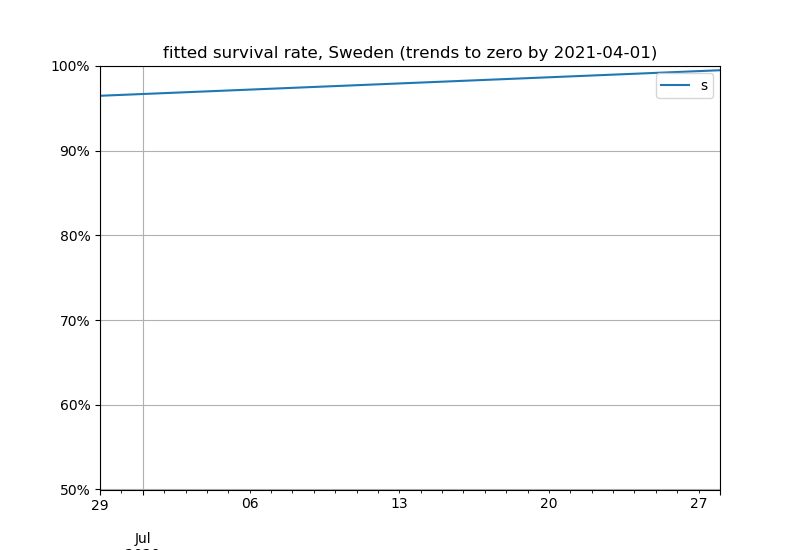 fitted survival rate, Sweden (trends to zero by 2021-04-01)
100%
s
90%
80%
70%
60%
50%
29 06 13 20 27
Jul